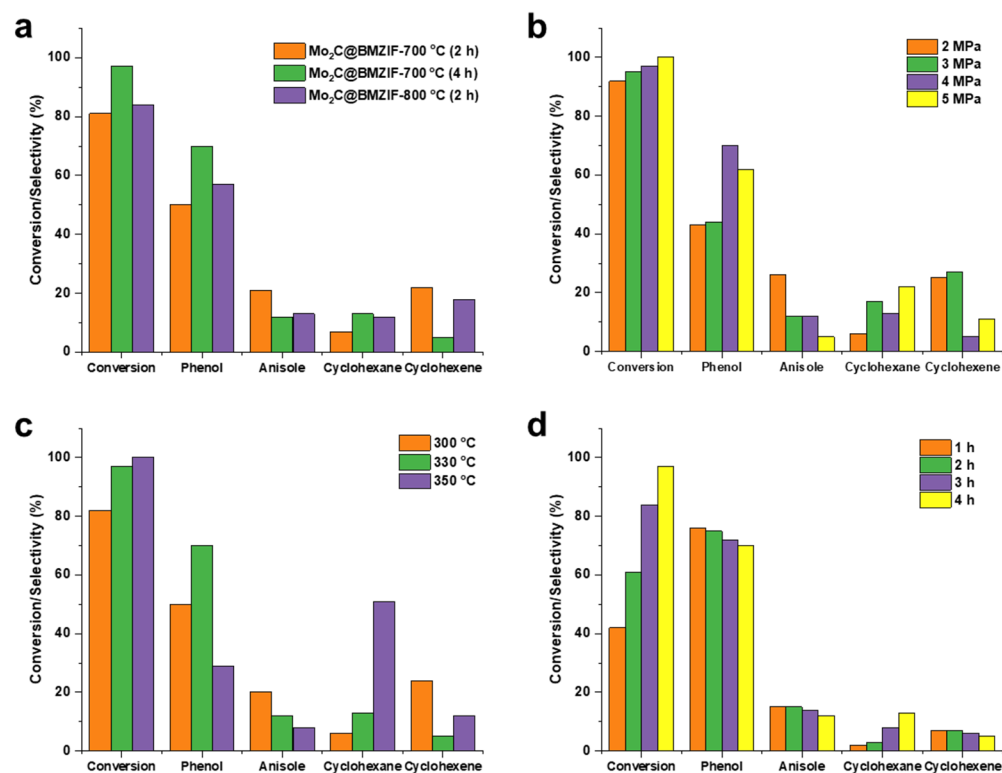 a
Conversion/Selectivity (%)
100
80
60
40
20
0
Mo₂C@BMZIF-700 °C (2 h)
Mo₂C@BMZIF-700 °C (4 h)
Mo₂C@BMZIF-800 °C (2 h)
Conversion Phenol Anisole Cyclohexane Cyclohexene
b
Conversion/Selectivity (%)
100
80
60
40
20
0
2 MPa
3 MPa
4 MPa
5 MPa
Conversion Phenol Anisole Cyclohexane Cyclohexene
c
Conversion/Selectivity (%)
100
80
60
40
20
0
300 °C
330 °C
350 °C
Conversion Phenol Anisole Cyclohexane Cyclohexene
d
Conversion/Selectivity (%)
100
80
60
40
20
0
1 h
2 h
3 h
4 h
Conversion Phenol Anisole Cyclohexane Cyclohexene